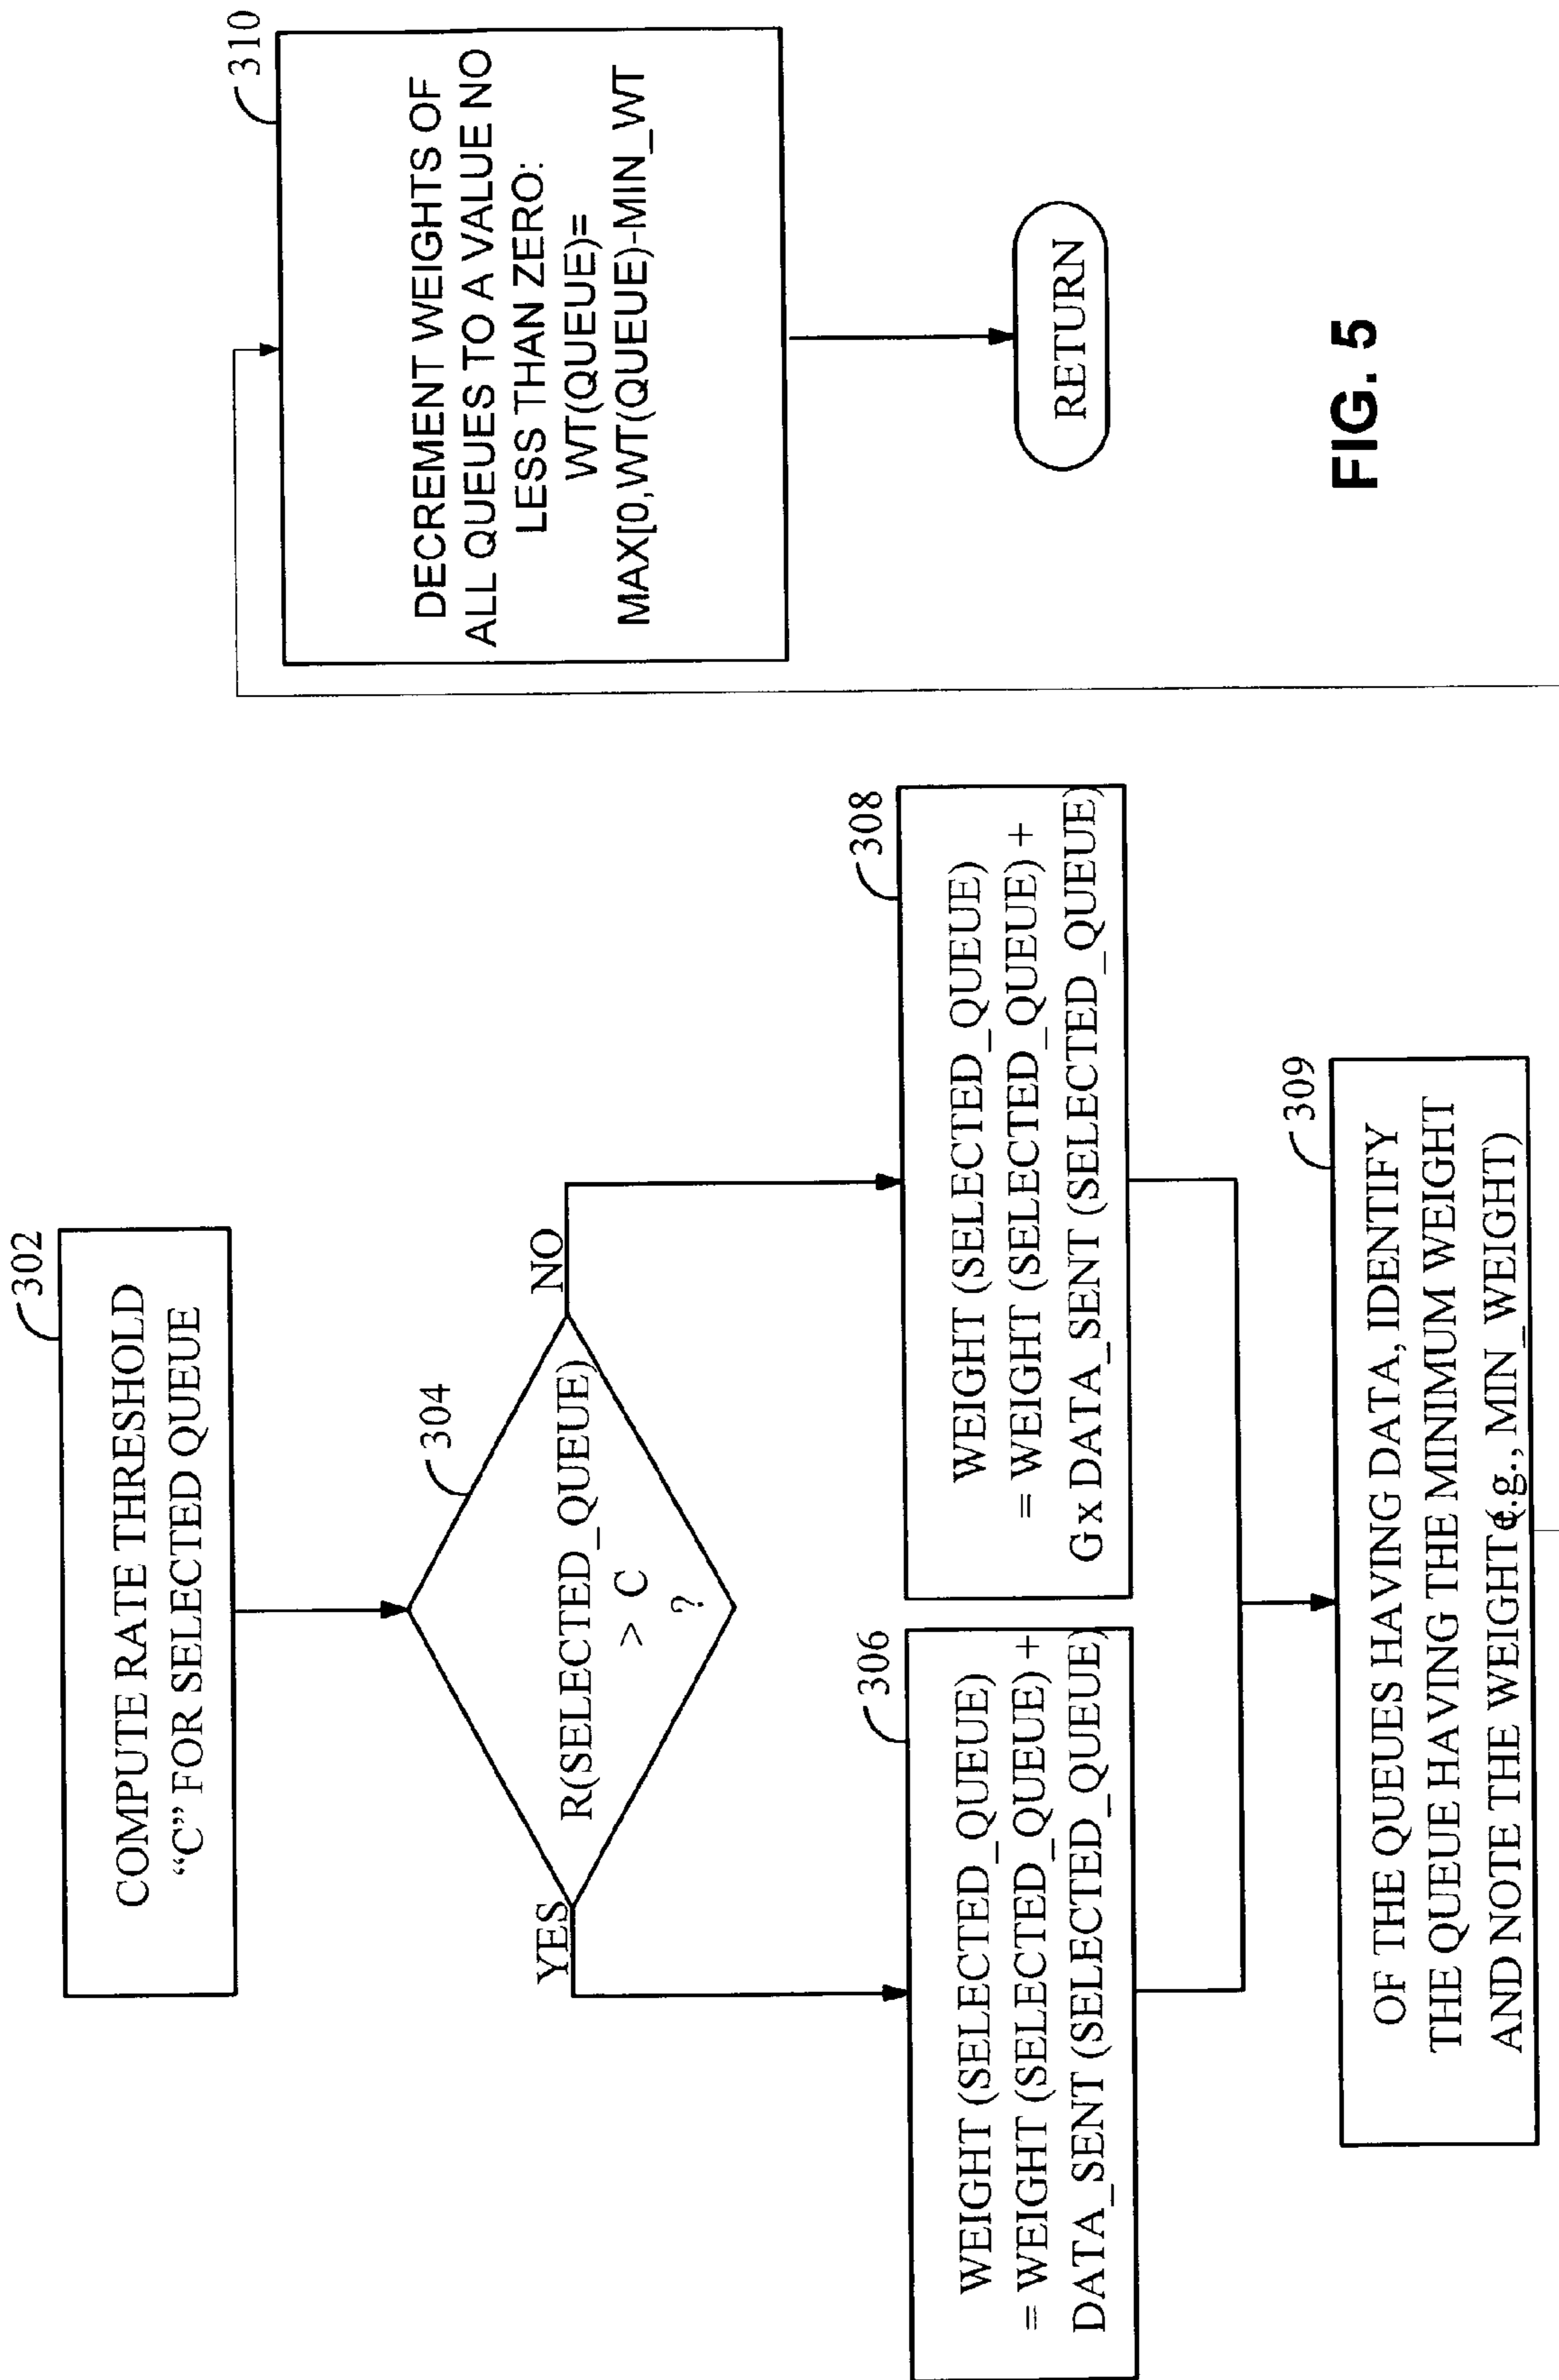 302
COMPUTE RATE THRESHOLD
“C” FOR SELECTED QUEUE
304
R(SELECTED_QUEUE)
> C
?
YES
NO
306
WEIGHT (SELECTED_QUEUE)
= WEIGHT (SELECTED_QUEUE) +
DATA_SENT (SELECTED_QUEUE)
308
WEIGHT (SELECTED_QUEUE)
= WEIGHT (SELECTED_QUEUE) +
G x DATA_SENT (SELECTED_QUEUE)
309
OF THE QUEUES HAVING DATA, IDENTIFY
THE QUEUE HAVING THE MINIMUM WEIGHT
AND NOTE THE WEIGHT (e.g., MIN_WEIGHT)
310
DECREMENT WEIGHTS OF
ALL QUEUES TO A VALUE NO
LESS THAN ZERO:
WT(QUEUE)=
MAX[0,WT(QUEUE)-MIN_WT
RETURN
FIG. 5